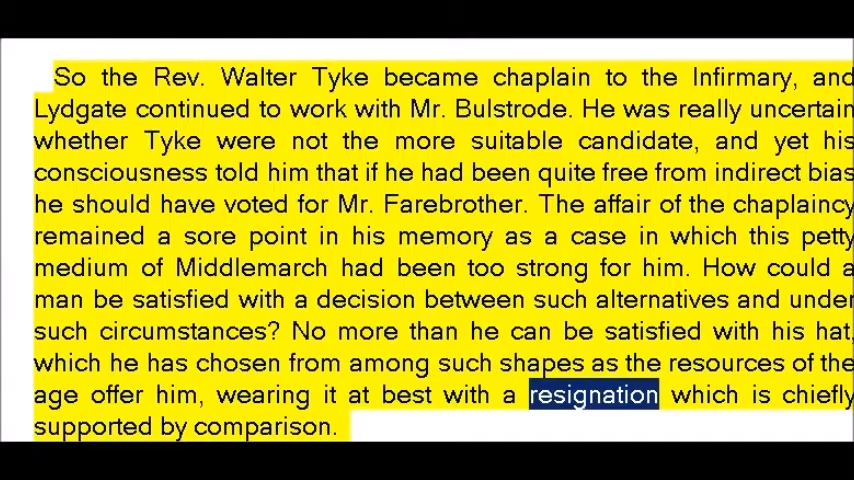 So the Rev. Walter Tyke became chaplain to the Infirmary, and
Lydgate continued to work with Mr. Bulstrode. He was really uncertain
whether Tyke were not the more suitable candidate, and yet his
consciousness told him that if he had been quite free from indirect bias
he should have voted for Mr. Farebrother. The affair of the chaplaincy
remained a sore point in his memory as a case in which this petty
medium of Middlemarch had been too strong for him. How could a
man be satisfied with a decision between such alternatives and under
such circumstances? No more than he can be satisfied with his hat,
which he has chosen from among such shapes as the resources of the
age offer him, wearing it at best with a resignation which is chiefly
supported by comparison.